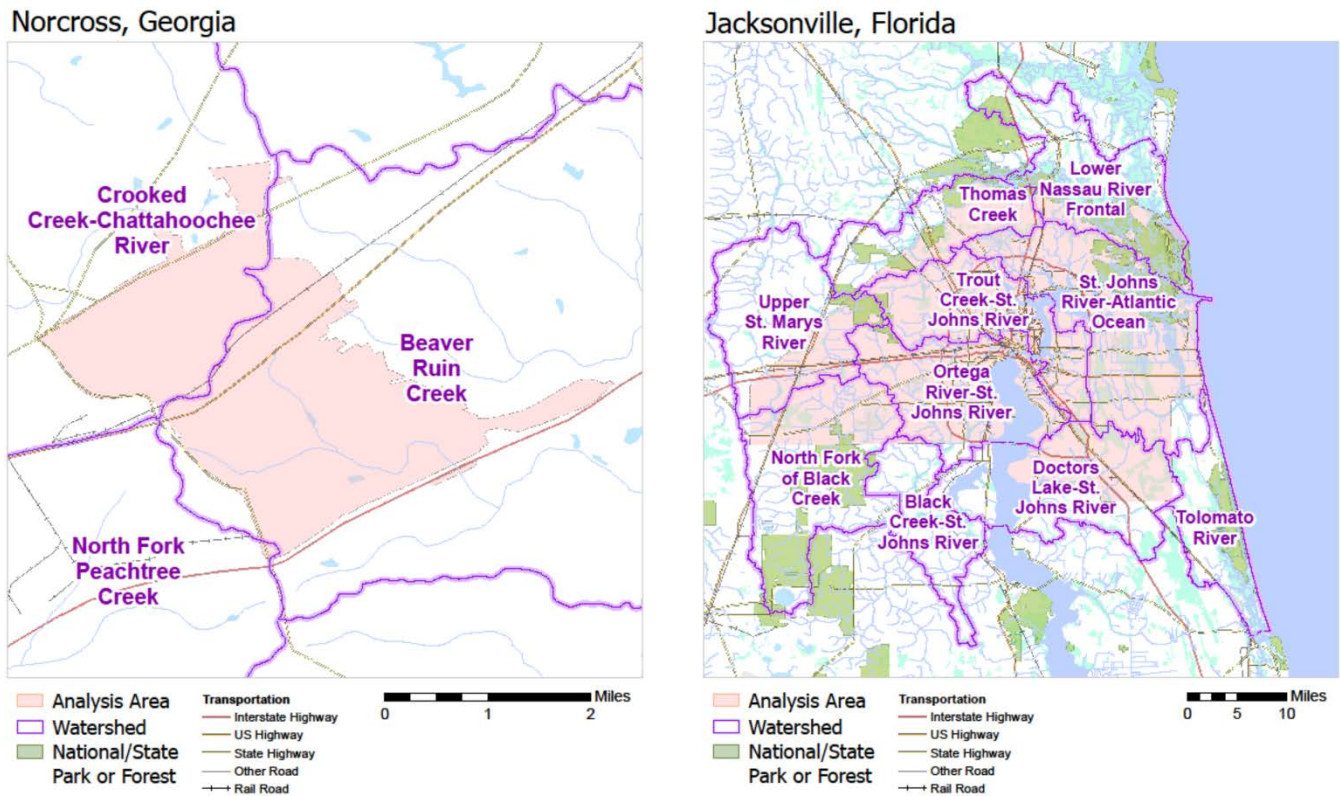 Norcross, Georgia
Crooked
Creek-Chattahoochee
River
Beaver
Ruin
Creek
North Fork
Peachtree
Creek
Analysis Area
Watershed
National/State
Park or Forest
Transportation
Interstate Highway
US Highway
State Highway
Other Road
Rail Road
Miles
0 1 2
Jacksonville, Florida
Lower
Nassau River
Frontal
Thomas
Creek
Trout
Creek-St.
Johns River
St. Johns
River-Atlantic
Ocean
Upper
St. Marys
River
Ortega
River-St.
Johns River
North Fork
of Black
Creek
Doctors
Lake-St.
Johns River
Black
Creek-St.
Johns River
Tolomato
River
Analysis Area
Watershed
National/State
Park or Forest
Transportation
Interstate Highway
US Highway
State Highway
Other Road
Rail Road
Miles
0 5 10